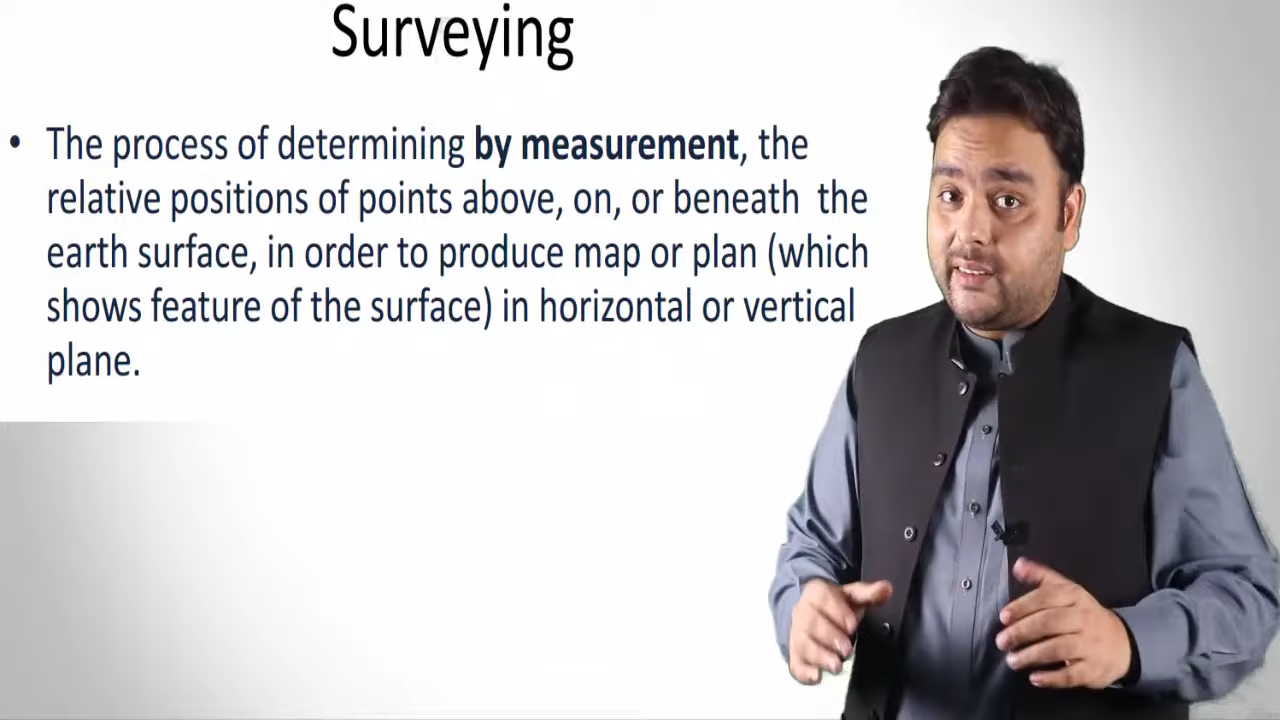 Surveying
• The process of determining by measurement, the
relative positions of points above, on, or beneath the
earth surface, in order to produce map or plan (which
shows feature of the surface) in horizontal or vertical
plane.